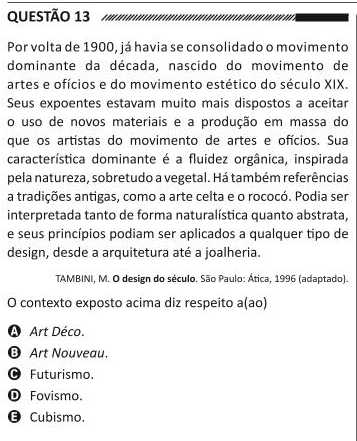 QUESTÃO 13
Por volta de 1900, já havia se consolidado o movimento
dominante da década, nascido do movimento de
artes e ofícios e do movimento estético do século XIX.
Seus expoentes estavam muito mais dispostos a aceitar
o uso de novos materiais e a produção em massa do
que os artistas do movimento de artes e ofícios. Sua
característica dominante é a fluidez orgânica, inspirada
pela natureza, sobretudo a vegetal. Há também referências
a tradições antigas, como a arte celta e o rococó. Podia ser
interpretada tanto de forma naturalística quanto abstrata,
e seus princípios podiam ser aplicados a qualquer tipo de
design, desde a arquitetura até a joalheria.
TAMBINI, M. O design do século. São Paulo: Ática, 1996 (adaptado).
O contexto exposto acima diz respeito a(ao)
A Art Déco.
B Art Nouveau.
C Futurismo.
D Fovismo.
E Cubismo.